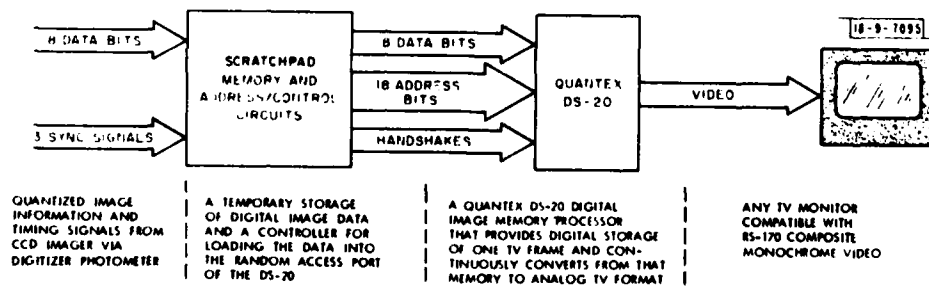 18-9-7095
8 DATA BITS
3 SYNC SIGNALS
SCRATCHPAD
MEMORY AND
ADDRESS/CONTROL
CIRCUITS
8 DATA BITS
18 ADDRESS
BITS
HANDSHAKES
QUANTEX
DS-20
VIDEO
QUANTIZED IMAGE
INFORMATION AND
TIMING SIGNALS FROM
CCD IMAGER VIA
DIGITIZER PHOTOMETER
A TEMPORARY STORAGE
OF DIGITAL IMAGE DATA
AND A CONTROLLER FOR
LOADING THE DATA INTO
THE RANDOM ACCESS PORT
OF THE DS-20
A QUANTEX DS-20 DIGITAL
IMAGE MEMORY PROCESSOR
THAT PROVIDES DIGITAL STORAGE
OF ONE TV FRAME AND CON-
TINUOUSLY CONVERTS FROM THAT
MEMORY TO ANALOG TV FORMAT
ANY TV MONITOR
COMPATIBLE WITH
RS-170 COMPOSITE
MONOCHROME VIDEO